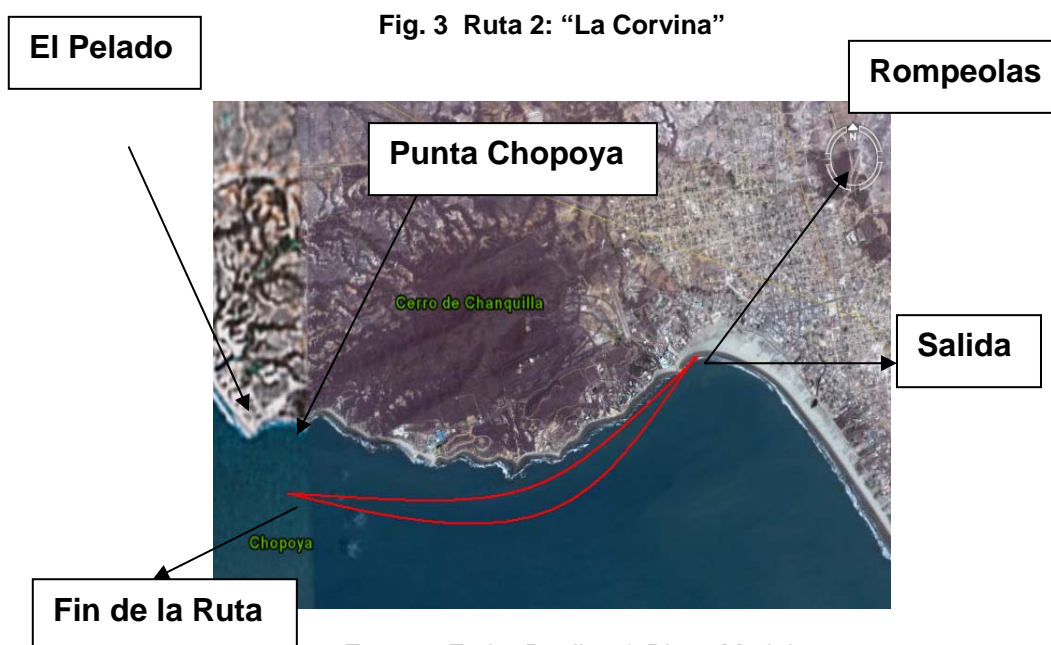 Fig. 3 Ruta 2: “La Corvina”
El Pelado
Rompeolas
N
Punta Chopoya
Cerro de Chanquilla
Salida
Chopoya
Fin de la Ruta